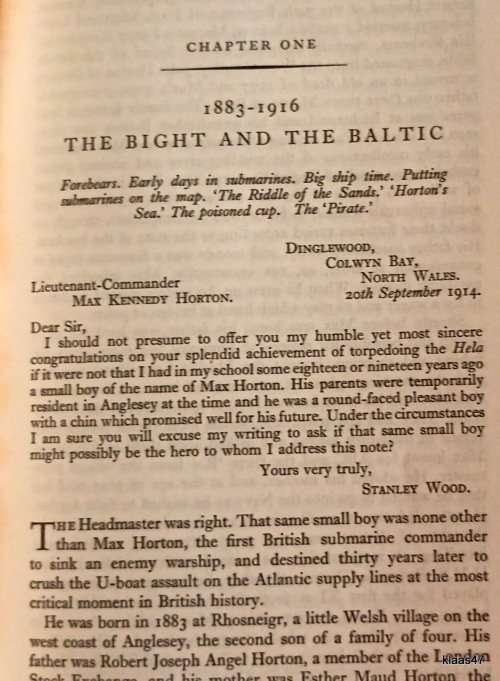 CHAPTER ONE
1883-1916
THE BIGHT AND THE BALTIC
Forebears. Early days in submarines. Big ship time. Putting
submarines on the map. 'The Riddle of the Sands.' 'Horton's
Sea.' The poisoned cup. The 'Pirate.'
DINGLEWOOD,
COLWYN BAY,
NORTH WALES.
20th September 1914.
Lieutenant-Commander
MAX KENNEDY HORTON.
Dear Sir,
I should not presume to offer you my humble yet most sincere
congratulations on your splendid achievement of torpedoing the Hela
if it were not that I had in my school some eighteen or nineteen years ago
a small boy of the name of Max Horton. His parents were temporarily
resident in Anglesey at the time and he was a round-faced pleasant boy
with a chin which promised well for his future. Under the circumstances
I am sure you will excuse my writing to ask if that same small boy
might possibly be the hero to whom I address this note?
Yours very truly,
STANLEY WOOD.
THE Headmaster was right. That same small boy was none other
than Max Horton, the first British submarine commander
to sink an enemy warship, and destined thirty years later to
crush the U-boat assault on the Atlantic supply lines at the most
critical moment in British history.
He was born in 1883 at Rhosneigr, a little Welsh village on the
west coast of Anglesey, the second son of a family of four. His
father was Robert Joseph Angel Horton, a member of the London
Stock Exchange, and his mother was Esther Maud Horton, the
klaas47